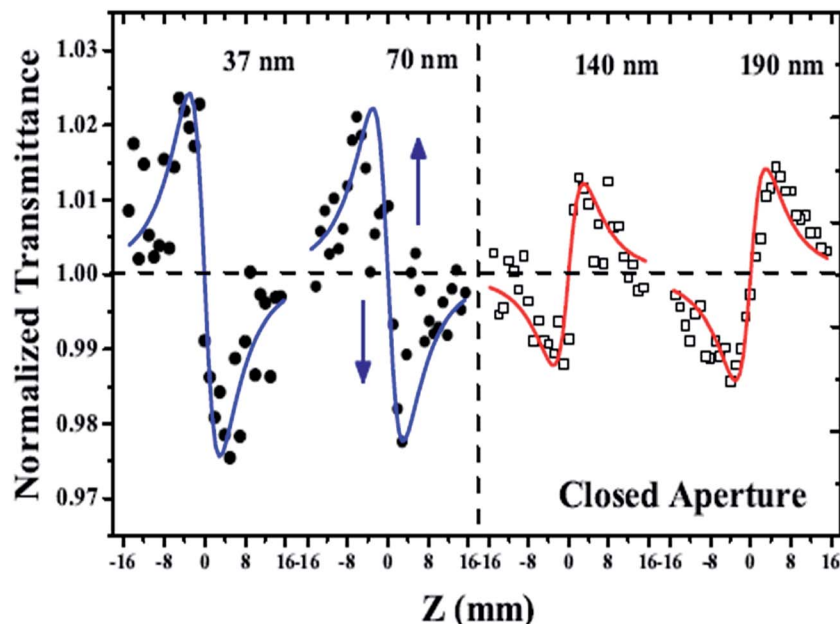 Normalized Transmittance
1.03
1.02
1.01
1.00
0.99
0.98
0.97
37 nm
70 nm
140 nm
190 nm
Closed Aperture
-16 -8 0 8 16-16 -8 0 8 16-16 -8 0 8 16-16 -8 0 8 16
Z (mm)